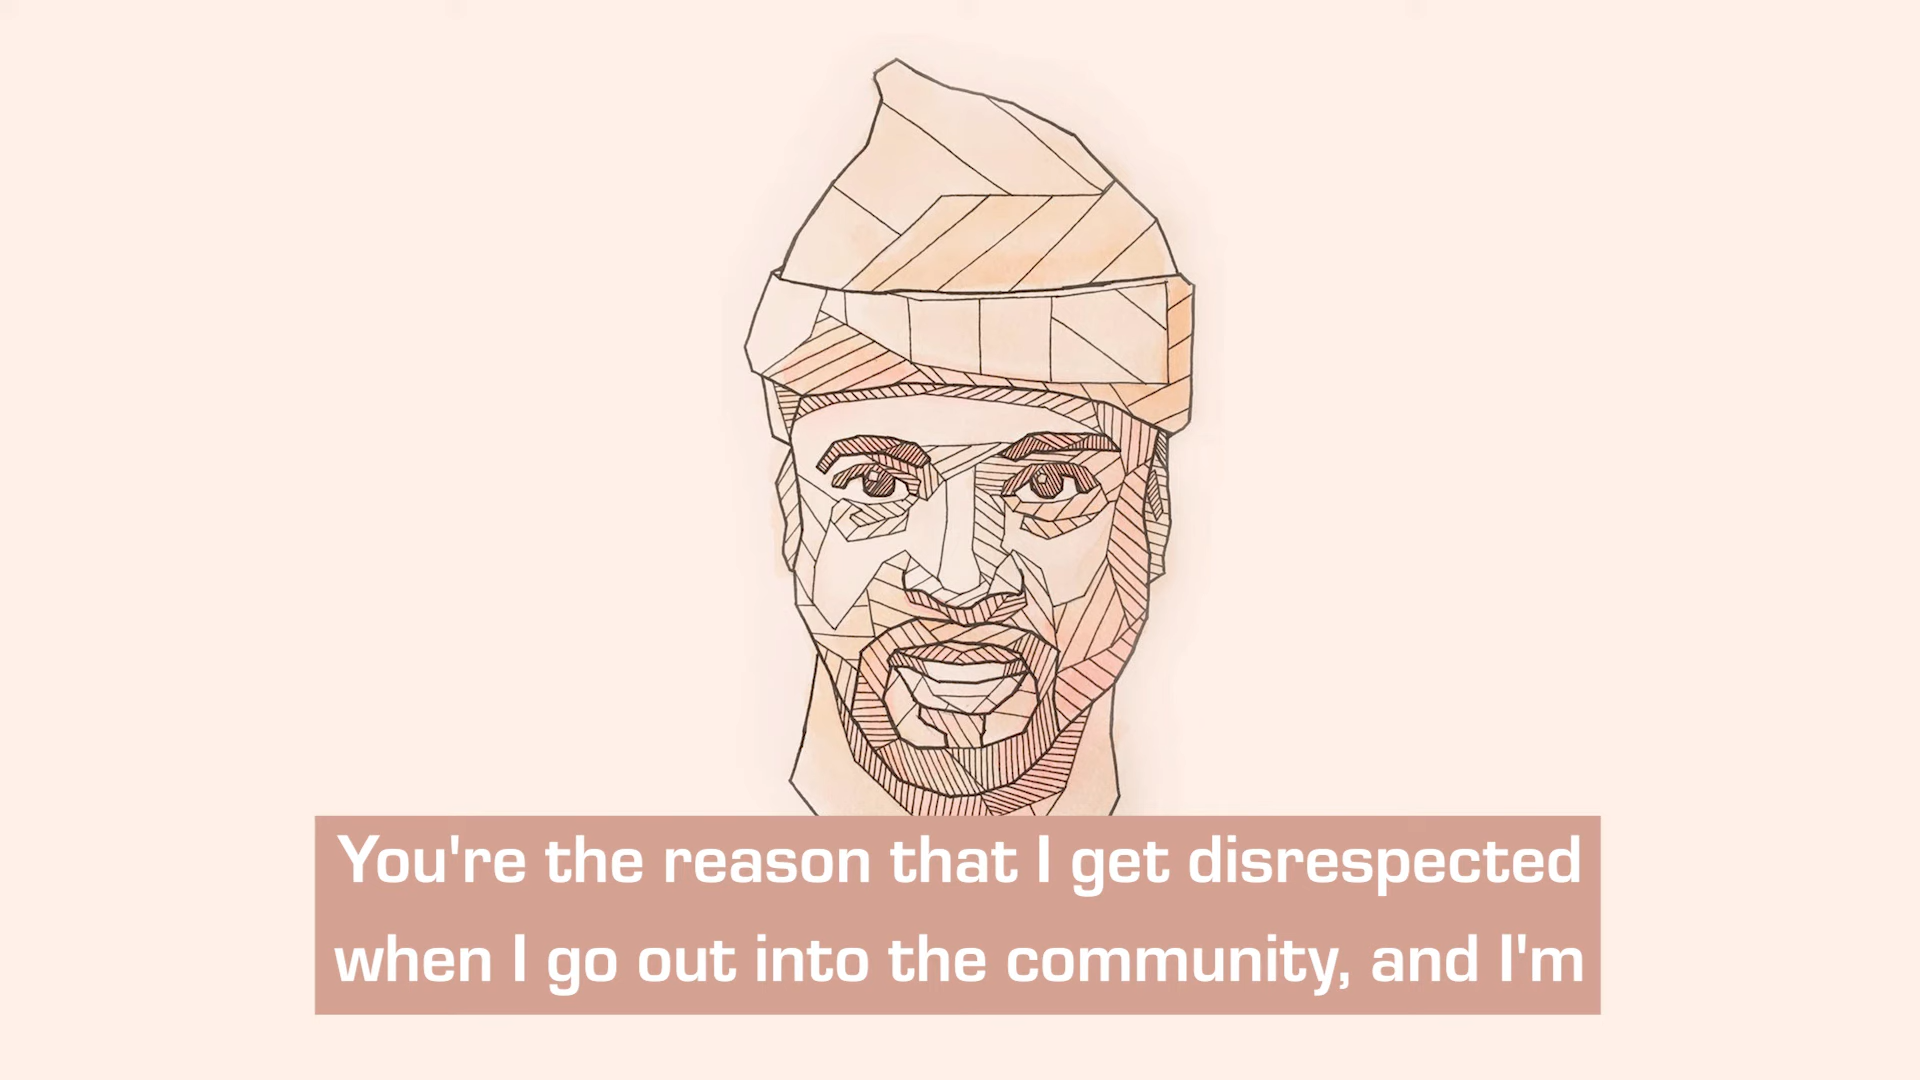 You're the reason that I get disrespected
when I go out into the community, and I'm